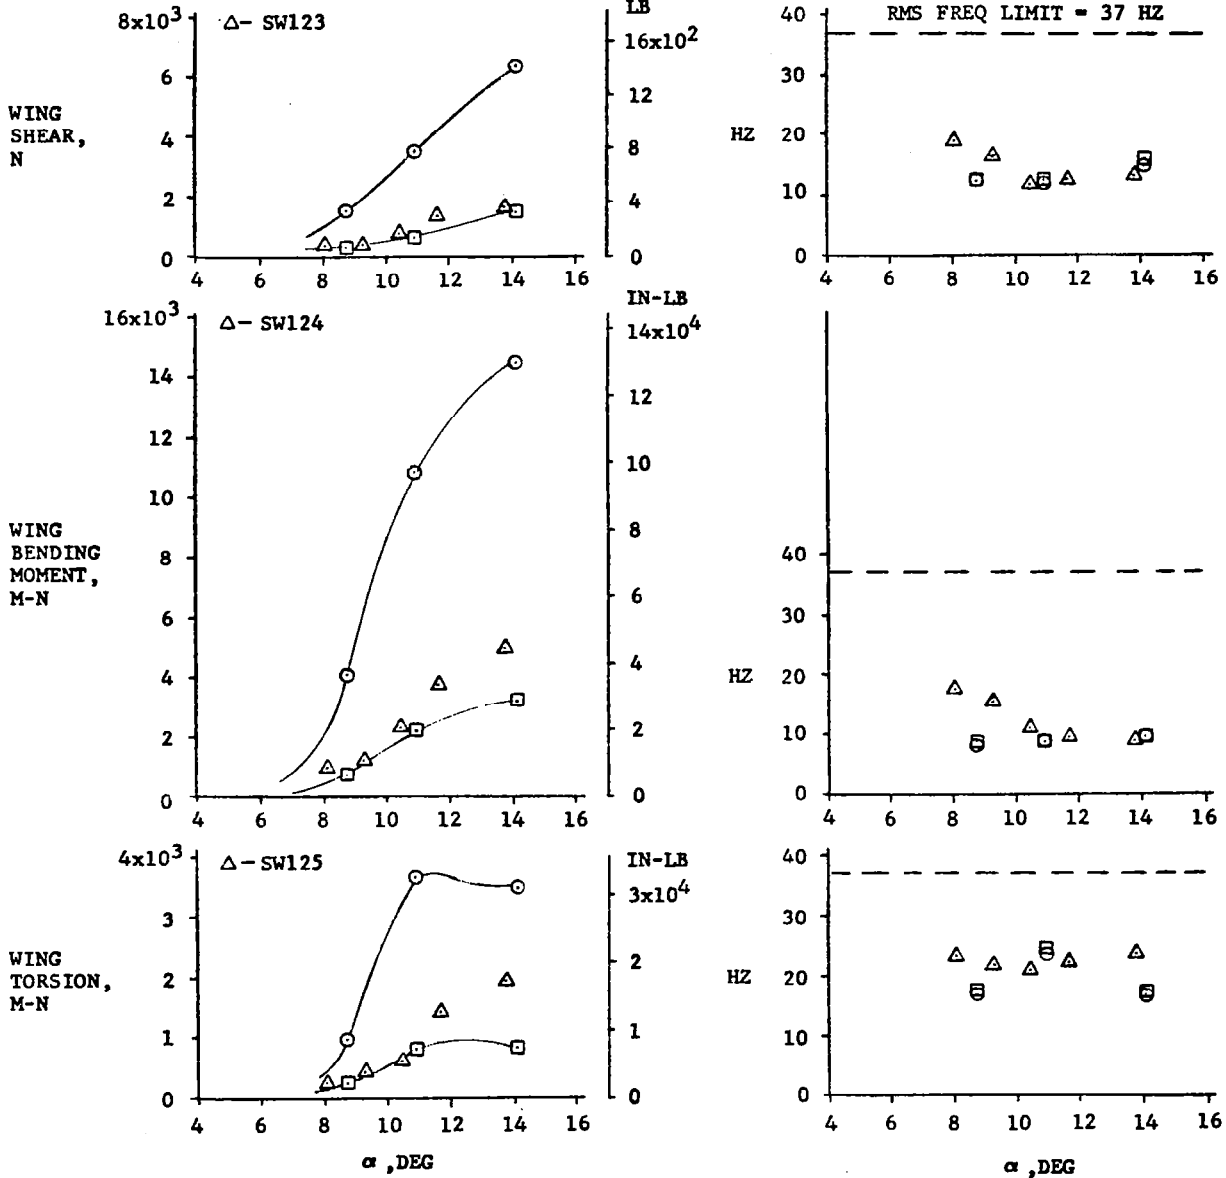 8x10³
△- SW123
LB
16x10²
6
4
2
0
12
8
4
0
WING
SHEAR,
N
4 6 8 10 12 14 16
RMS FREQ LIMIT = 37 HZ
40
30
20
10
0
HZ
4 6 8 10 12 14 16
16x10³
△- SW124
IN-LB
14x10⁴
14
12
10
8
6
4
2
0
12
10
8
6
4
2
0
WING
BENDING
MOMENT,
M-N
4 6 8 10 12 14 16
40
30
20
10
0
HZ
4 6 8 10 12 14 16
4x10³
△- SW125
IN-LB
3x10⁴
3
2
1
0
2
1
0
WING
TORSION,
M-N
4 6 8 10 12 14 16
α ,DEG
40
30
20
10
0
HZ
4 6 8 10 12 14 16
α ,DEG